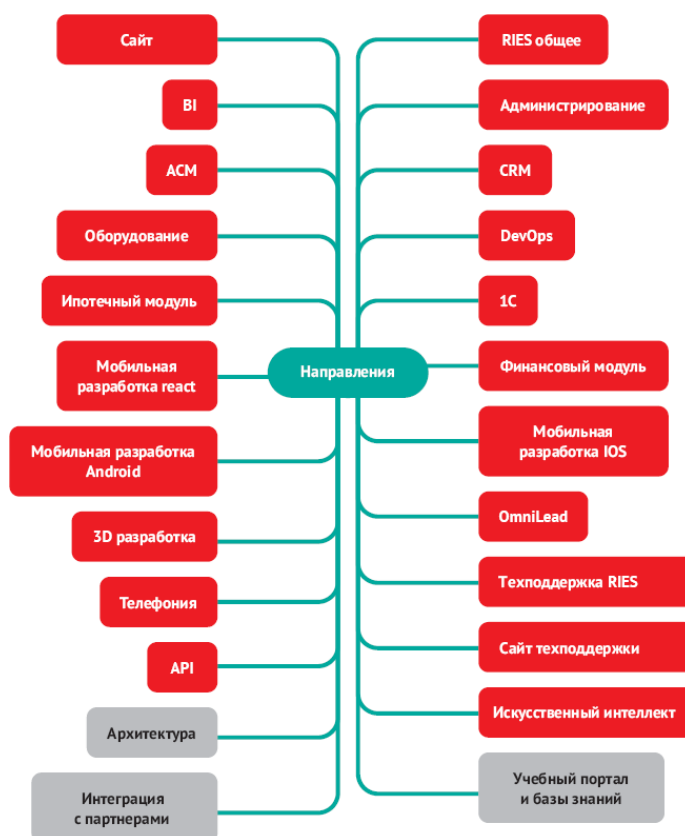 Сайт
BI
ACM
Оборудование
Ипотечный модуль
Мобильная
разработка react
Мобильная разработка
Android
3D разработка
Телефония
API
Архитектура
Интеграция
с партнерами
Направления
RIES общее
Администрирование
CRM
DevOps
1C
Финансовый модуль
Мобильная
разработка IOS
OmniLead
Техподдержка RIES
Сайт техподдержки
Искусственный интеллект
Учебный портал
и базы знаний